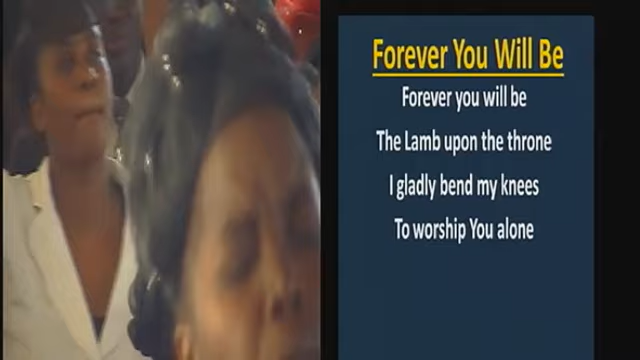 Forever You Will Be
Forever you will be
The Lamb upon the throne
I gladly bend my knees
To worship You alone